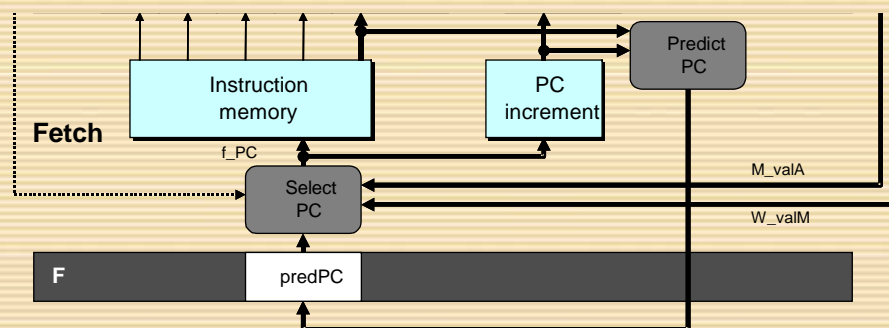 Predict
PC
Instruction
memory
PC
increment
Fetch
f_PC
M_valA
Select
PC
W_valM
F
predPC